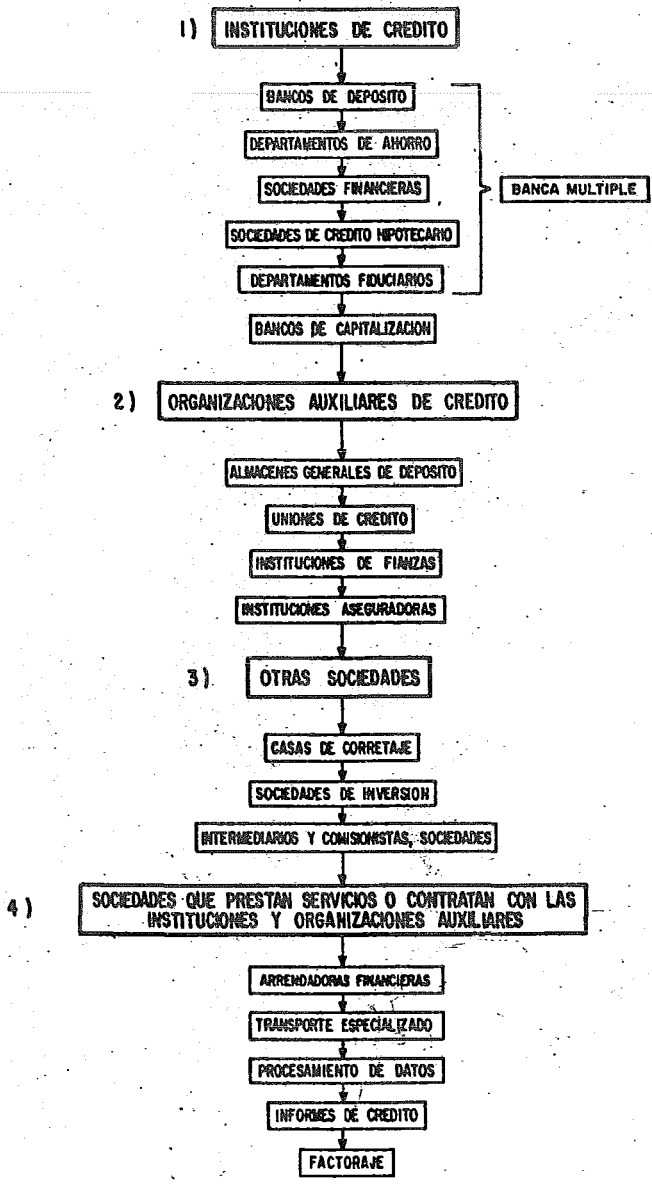 1) INSTITUCIONES DE CREDITO
BANCOS DE DEPOSITO
DEPARTAMENTOS DE AHORRO
SOCIEDADES FINANCIERAS
BANCA MULTIPLE
SOCIEDADES DE CREDITO HIPOTECARIO
DEPARTAMENTOS FIDUCIARIOS
BANCOS DE CAPITALIZACION
2) ORGANIZACIONES AUXILIARES DE CREDITO
ALMACENES GENERALES DE DEPOSITO
UNIONES DE CREDITO
INSTITUCIONES DE FIANZAS
INSTITUCIONES ASEGURADORAS
3) OTRAS SOCIEDADES
CASAS DE CORRETAJE
SOCIEDADES DE INVERSION
INTERMEDIARIOS Y COMISIONISTAS, SOCIEDADES
4) SOCIEDADES QUE PRESTAN SERVICIOS O CONTRATAN CON LAS
INSTITUCIONES Y ORGANIZACIONES AUXILIARES
ARRENDADORAS FINANCIERAS
TRANSPORTE ESPECIALIZADO
PROCESAMIENTO DE DATOS
INFORMES DE CREDITO
FACTORAJE